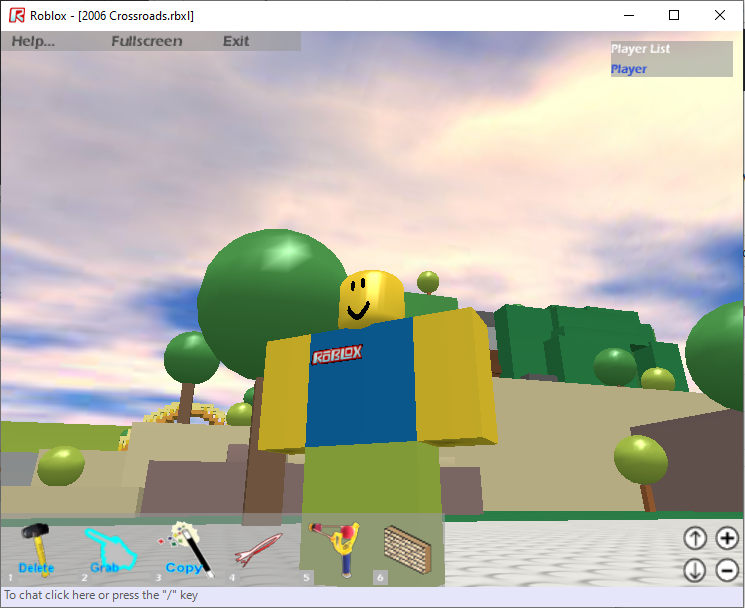 Roblox - [2006 Crossroads.rbxl]
Help... Fullscreen Exit
Player List
Player
ROBLOX
Delete Grab Copy
1 2 3 4 5 6
To chat click here or press the "/" key